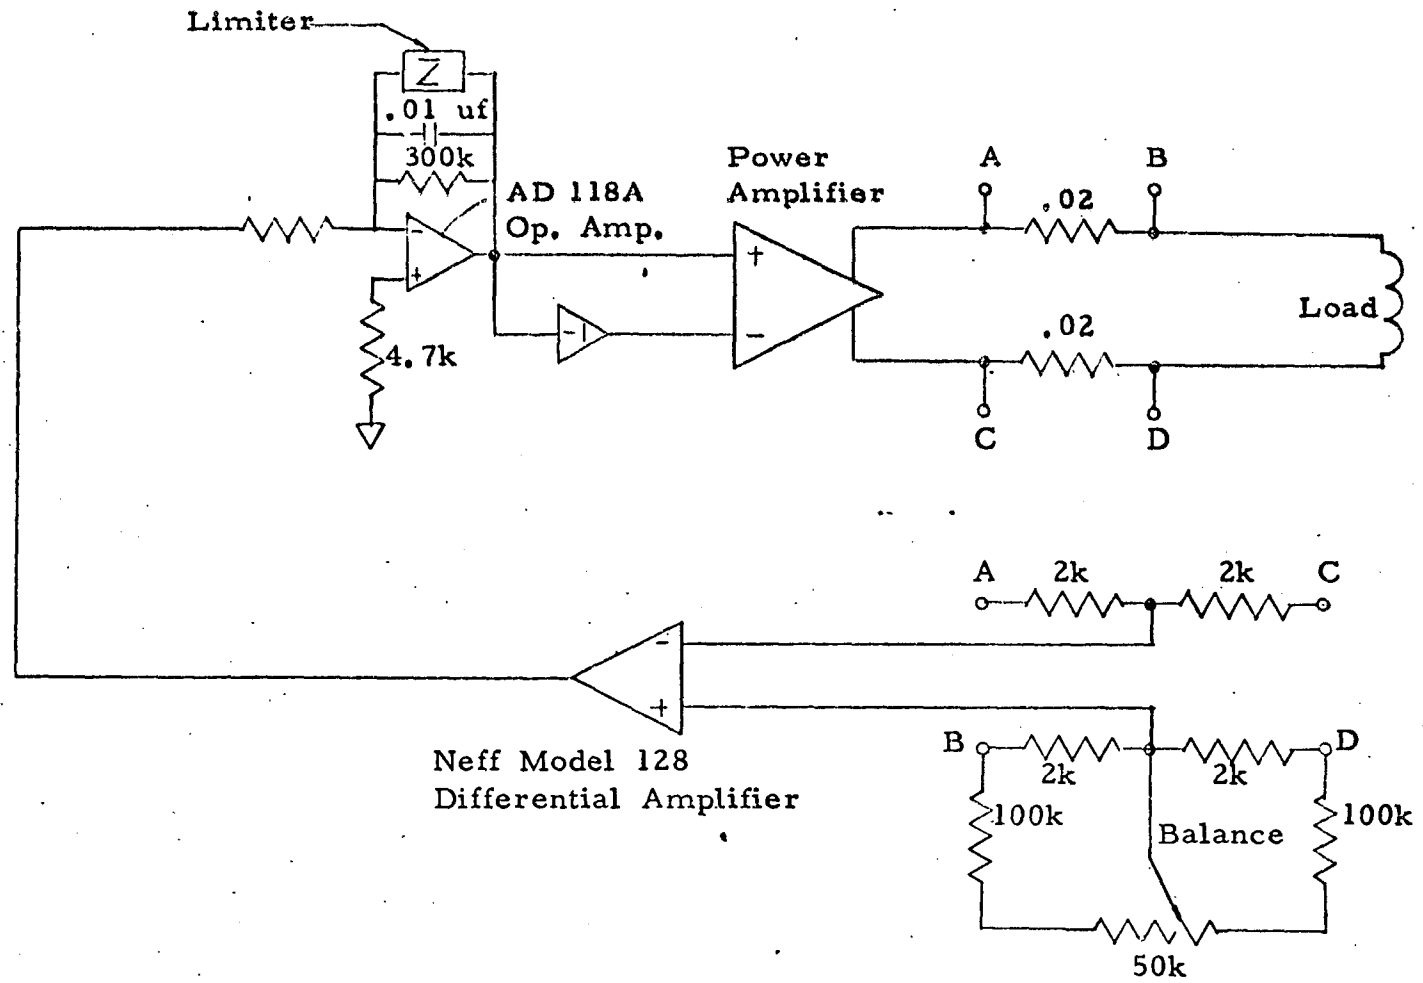 Limiter
Z
.01 uf
300k
AD 118A
Op. Amp.
-
+
4.7k
-1
Power
Amplifier
+
-
A
B
.02
Load
.02
C
D
A
2k
2k
C
-
+
Neff Model 128
Differential Amplifier
B
2k
2k
D
100k
100k
Balance
50k